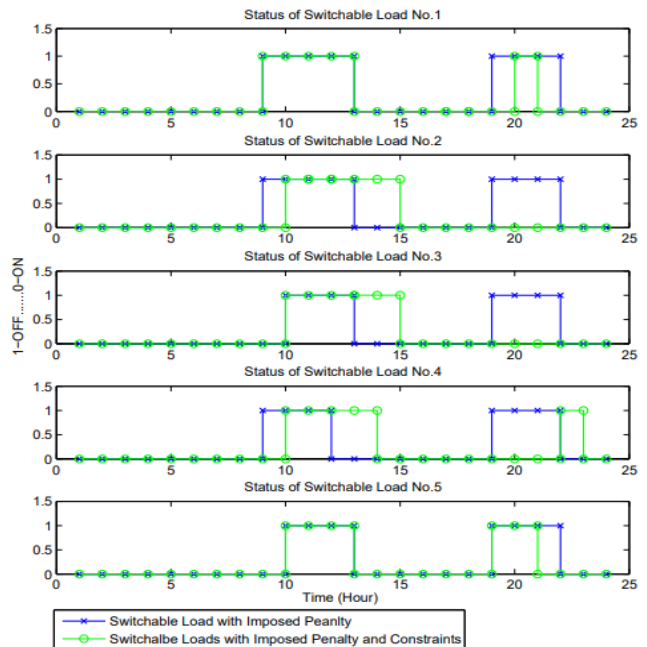 Status of Switchable Load No.1
1.5
1
0.5
0
0 5 10 15 20 25
Status of Switchable Load No.2
1.5
1
0.5
0
0 5 10 15 20 25
Status of Switchable Load No.3
1.5
1
0.5
0
0 5 10 15 20 25
1-OFF.......0-ON
Status of Switchable Load No.4
1.5
1
0.5
0
0 5 10 15 20 25
Status of Switchable Load No.5
1.5
1
0.5
0
0 5 10 15 20 25
Time (Hour)
Switchable Load with Imposed Peanlty
Switchalbe Loads with Imposed Penalty and Constraints